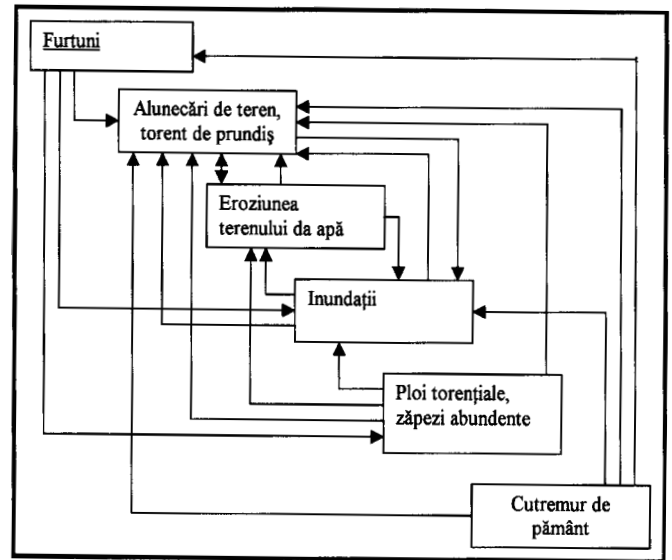 Furtuni
Alunecări de teren,
torent de prundiş
Eroziunea
terenului da apă
Inundaţii
Ploi torenţiale,
zăpezi abundente
Cutremur de
pământ